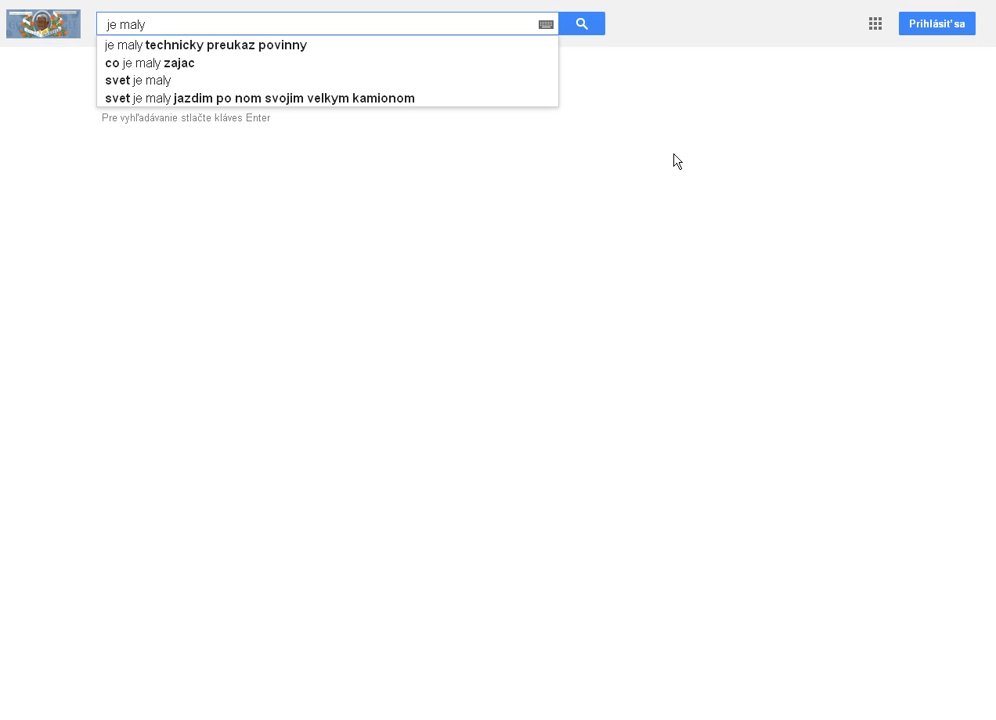 je maly
Prihlásiť sa
je maly technicky preukaz povinny
co je maly zajac
svet je maly
svet je maly jazdim po nom svojim velkym kamionom
Pre vyhľadávanie stlačte kláves Enter